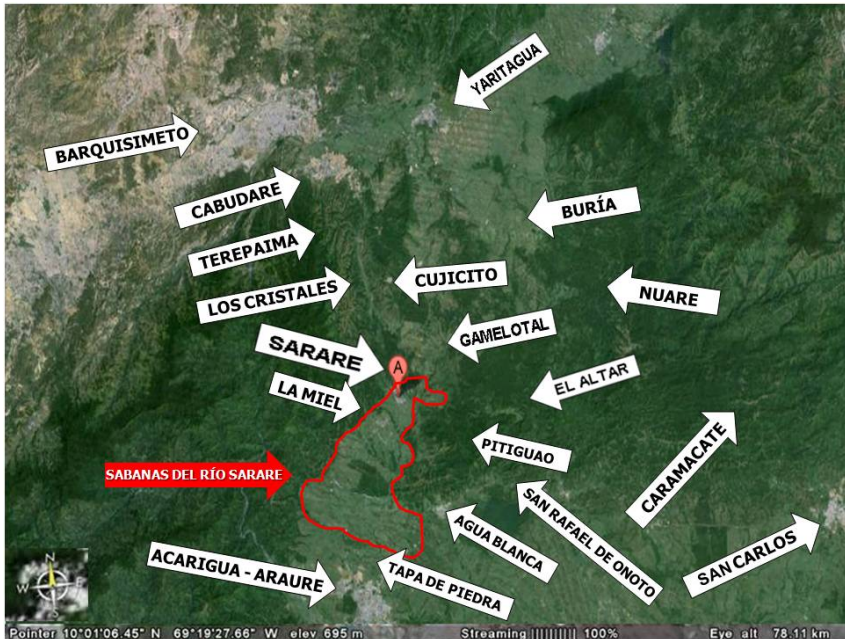 YARITAGUA
BARQUISIMETO
CABUDARE
BURÍA
TEREPAIMA
CUJICITO
LOS CRISTALES
NUARE
GAMELOTAL
SARARE
A
LA MIEL
EL ALTAR
PITIGUAO
CARAMACATE
SABANAS DEL RÍO SARARE
SAN RAFAEL DE ONOTO
AGUA BLANCA
SAN CARLOS
ACARIGUA - ARAURE
TAPA DE PIEDRA
N
W E
S
Pointer 10°01'06.45" N 69°19'27.66" W elev 695 m Streaming |||||||||| 100% Eye alt 78.11 km